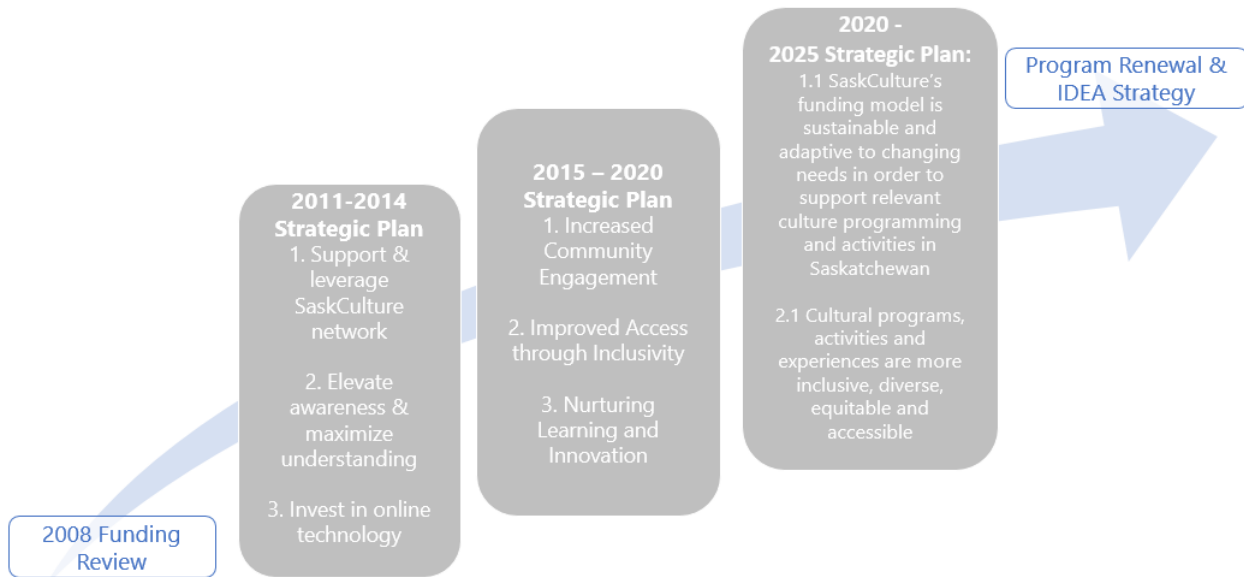 2008 Funding
Review
2011-2014
Strategic Plan
1. Support &
leverage
SaskCulture
network
2. Elevate
awareness &
maximize
understanding
3. Invest in online
technology
2015 – 2020
Strategic Plan
1. Increased
Community
Engagement
2. Improved Access
through Inclusivity
3. Nurturing
Learning and
Innovation
2020 -
2025 Strategic Plan:
1.1 SaskCulture’s
funding model is
sustainable and
adaptive to changing
needs in order to
support relevant
culture programming
and activities in
Saskatchewan
2.1 Cultural programs,
activities and
experiences are more
inclusive, diverse,
equitable and
accessible
Program Renewal &
IDEA Strategy